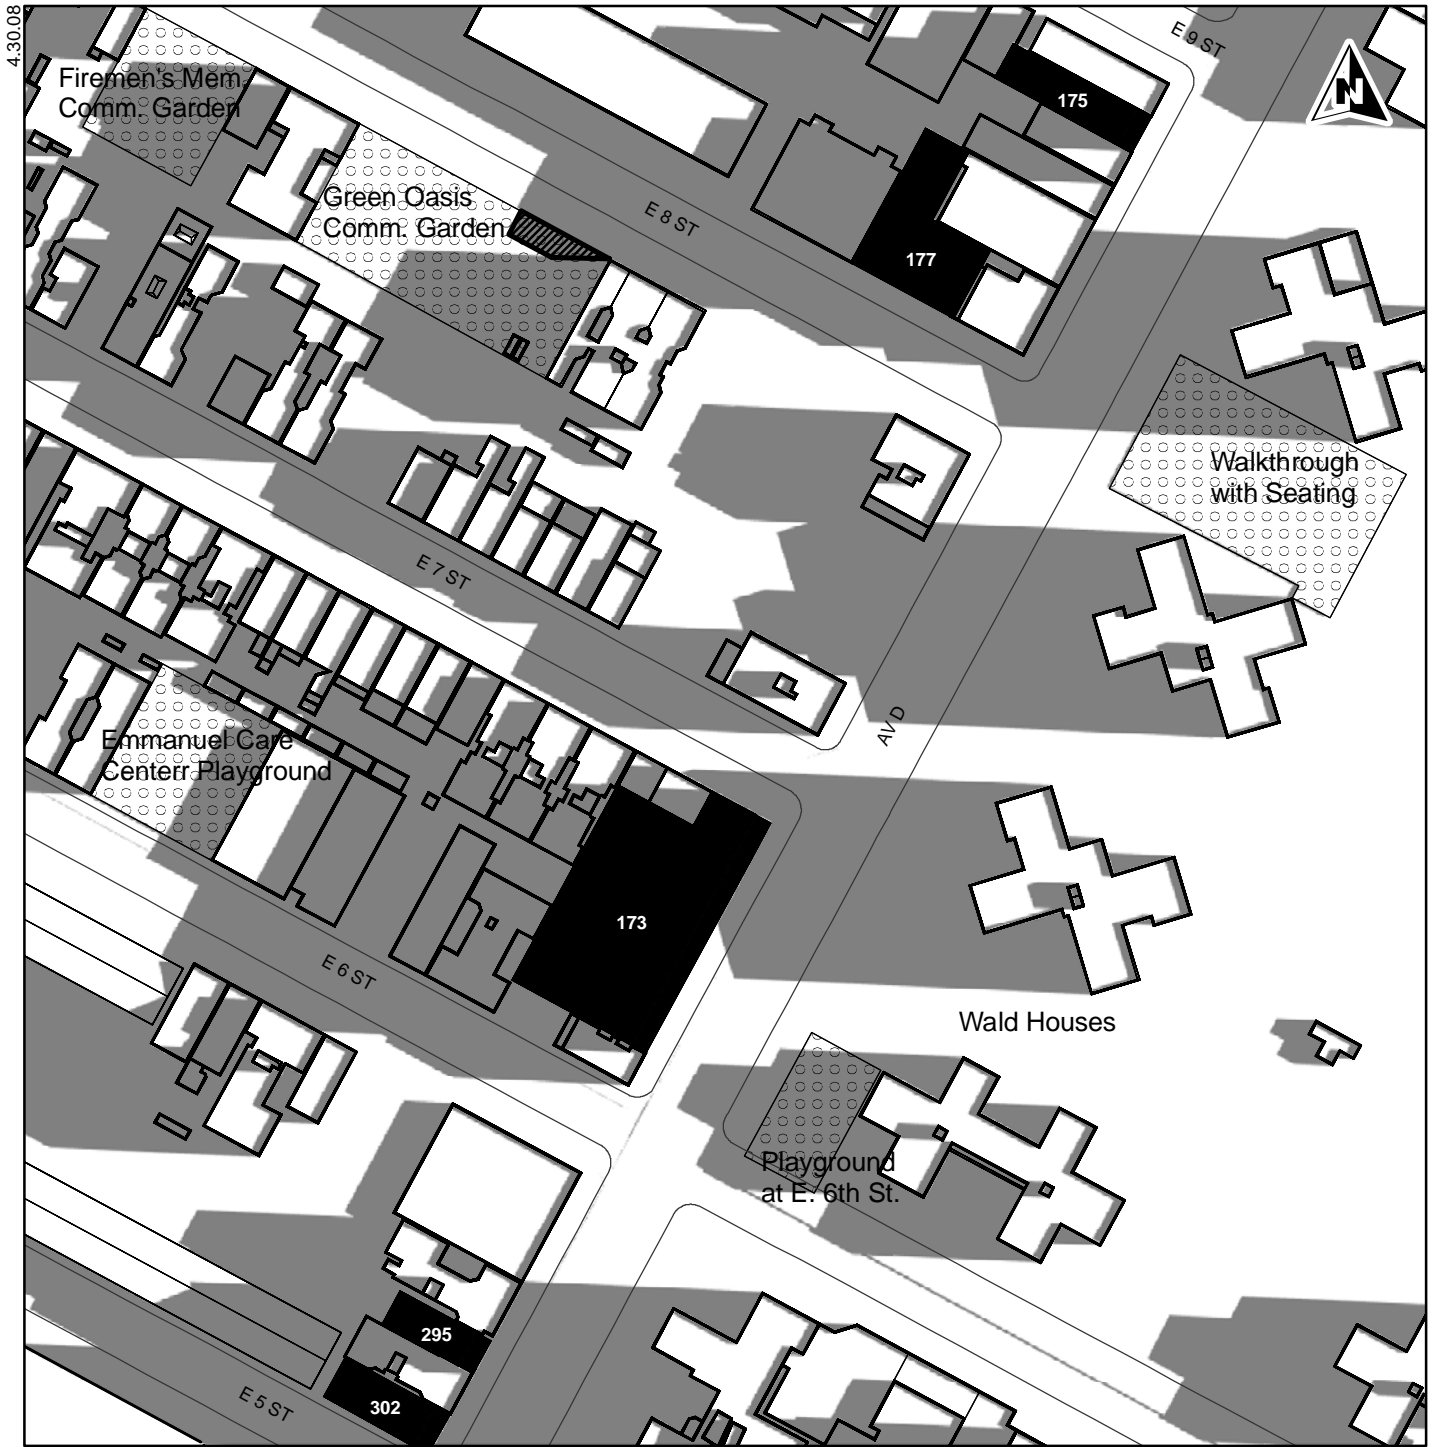 4.30.08
E 9 ST
Firemen's Mem.
Comm. Garden
N
175
Green Oasis
Comm. Garden
E 8 ST
177
Walkthrough
with Seating
E 7 ST
AV D
Emmanuel Care
Centerr Playground
173
E 6 ST
Wald Houses
Playground
at E. 6th St.
295
302
E 5 ST